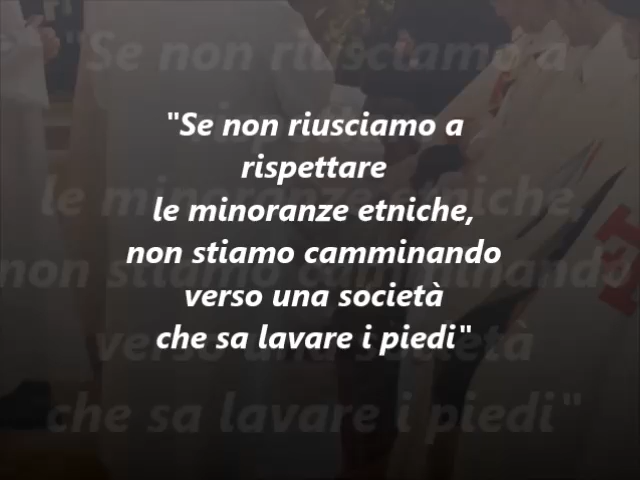 "Se non riusciamo a
rispettare
le minoranze etniche,
non stiamo camminando
verso una società
che sa lavare i piedi"